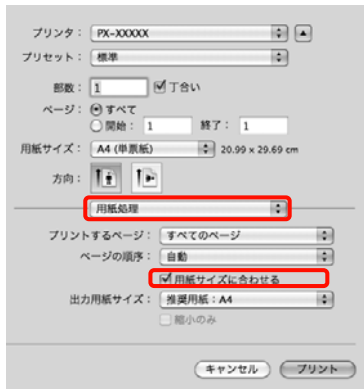 プリンタ： PX-XXXXX
プリセット： 標準
部数： 1 丁合い
ページ： すべて
開始： 1 終了： 1
用紙サイズ： A4 (単票紙) 20.99 x 29.69 cm
方向：
用紙処理
プリントするページ： すべてのページ
ページの順序： 自動
用紙サイズに合わせる
出力用紙サイズ： 推奨用紙：A4
縮小のみ
キャンセル プリント